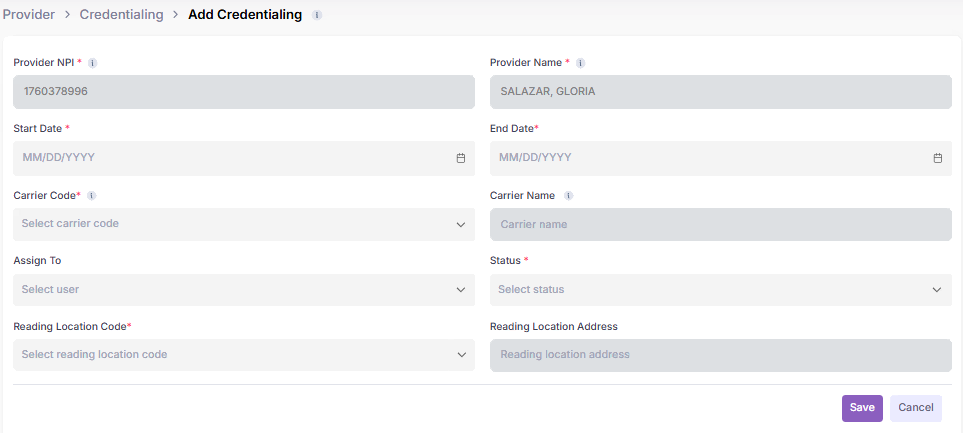 Provider > Credentialing > Add Credentialing i
Provider NPI * i
Provider Name * i
1760378996
SALAZAR, GLORIA
Start Date *
End Date*
MM/DD/YYYY
MM/DD/YYYY
Carrier Code* i
Carrier Name i
Select carrier code
Carrier name
Assign To
Status *
Select user
Select status
Reading Location Code*
Reading Location Address
Select reading location code
Reading location address
Save
Cancel